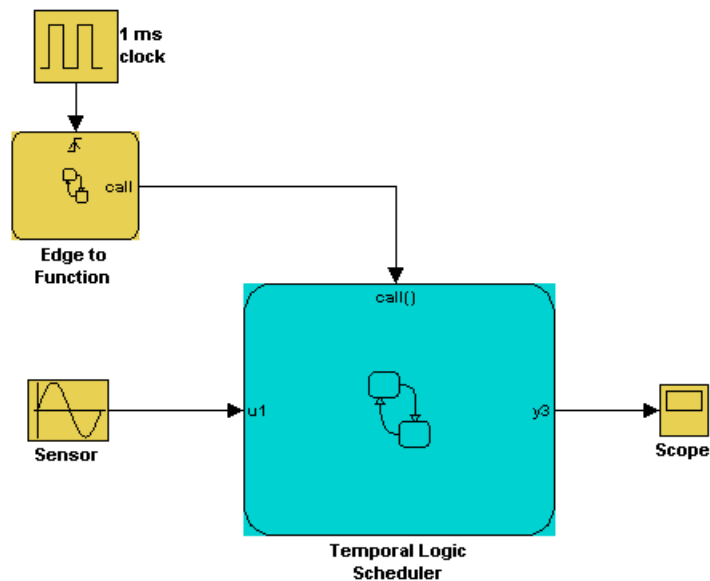 1 ms
clock
call
Edge to
Function
call()
u1
y3
Sensor
Scope
Temporal Logic
Scheduler